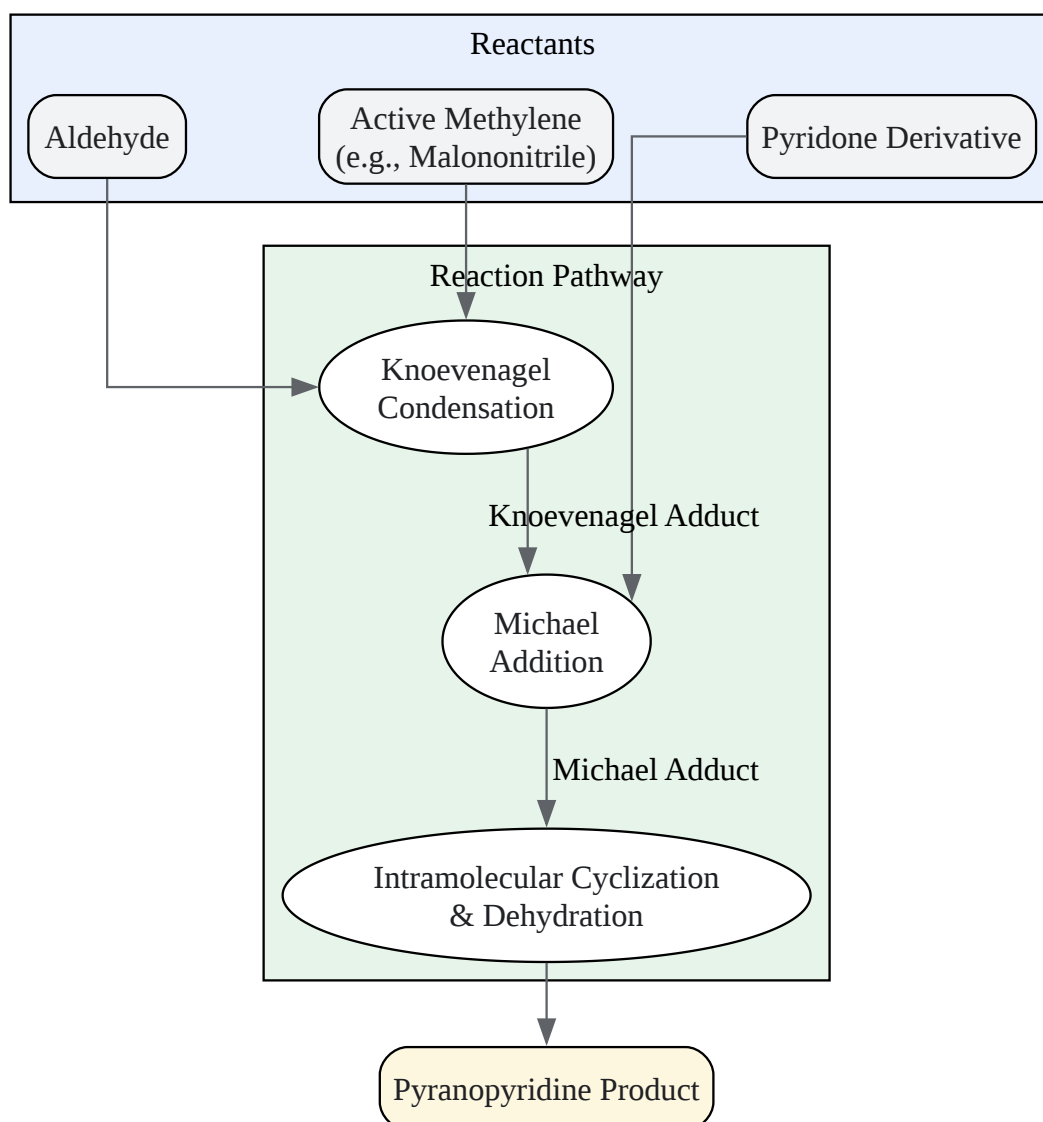 Reactants
Aldehyde
Active Methylene
(e.g., Malononitrile)
Pyridone Derivative
Reaction Pathway
Knoevenagel
Condensation
Knoevenagel Adduct
Michael
Addition
Michael Adduct
Intramolecular Cyclization
& Dehydration
Pyranopyridine Product